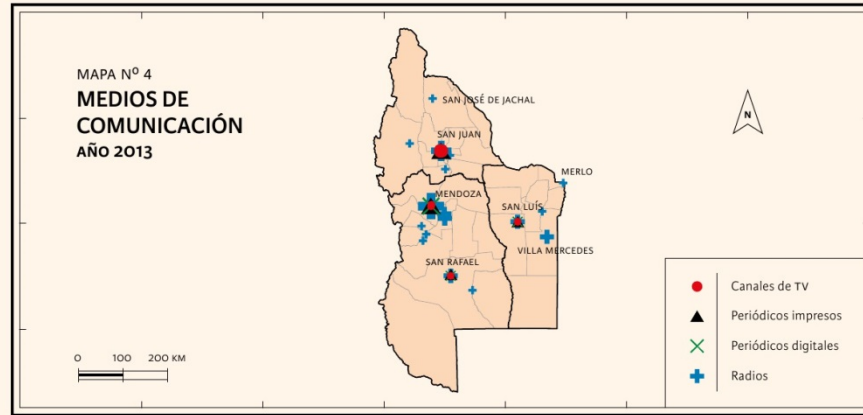 MAPA Nº 4
MEDIOS DE
COMUNICACIÓN
AÑO 2013
SAN JOSÉ DE JACHAL
SAN JUAN
MERLO
MENDOZA
SAN LUÍS
VILLA MERCEDES
SAN RAFAEL
N
0 100 200 KM
Canales de TV
Periódicos impresos
Periódicos digitales
Radios